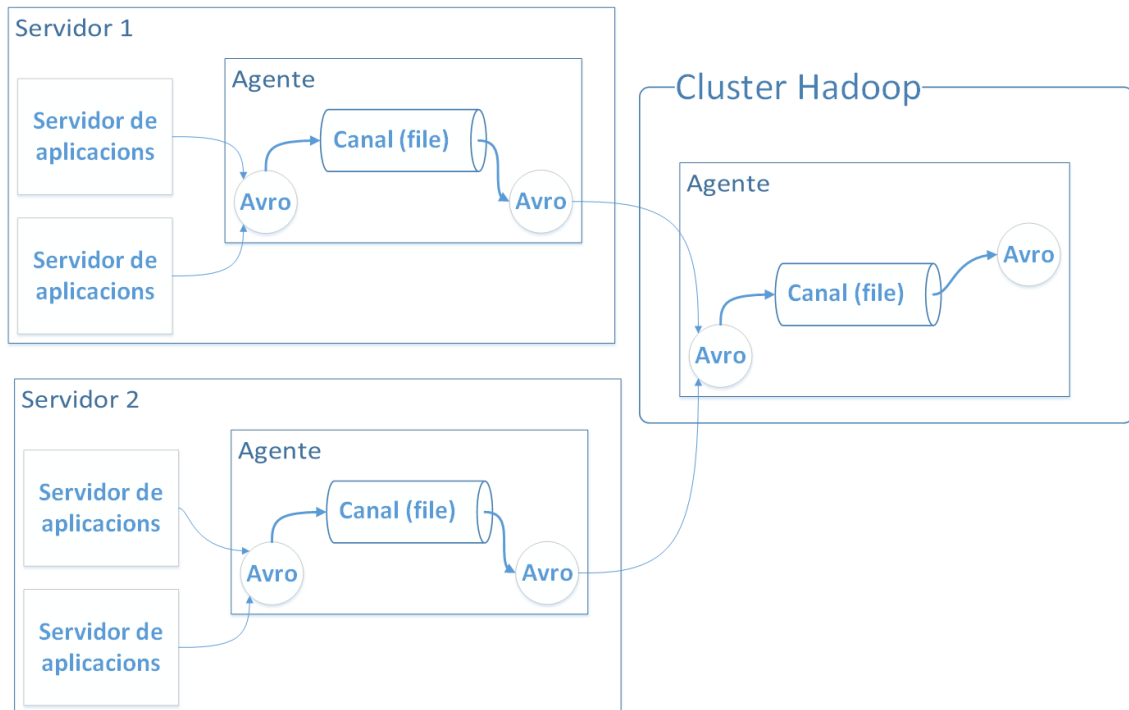 Servidor 1
Agente
Servidor de
aplicacions
Canal (file)
Avro
Avro
Servidor de
aplicacions
Cluster Hadoop
Agente
Avro
Canal (file)
Avro
Servidor 2
Agente
Servidor de
aplicacions
Canal (file)
Avro
Avro
Servidor de
aplicacions